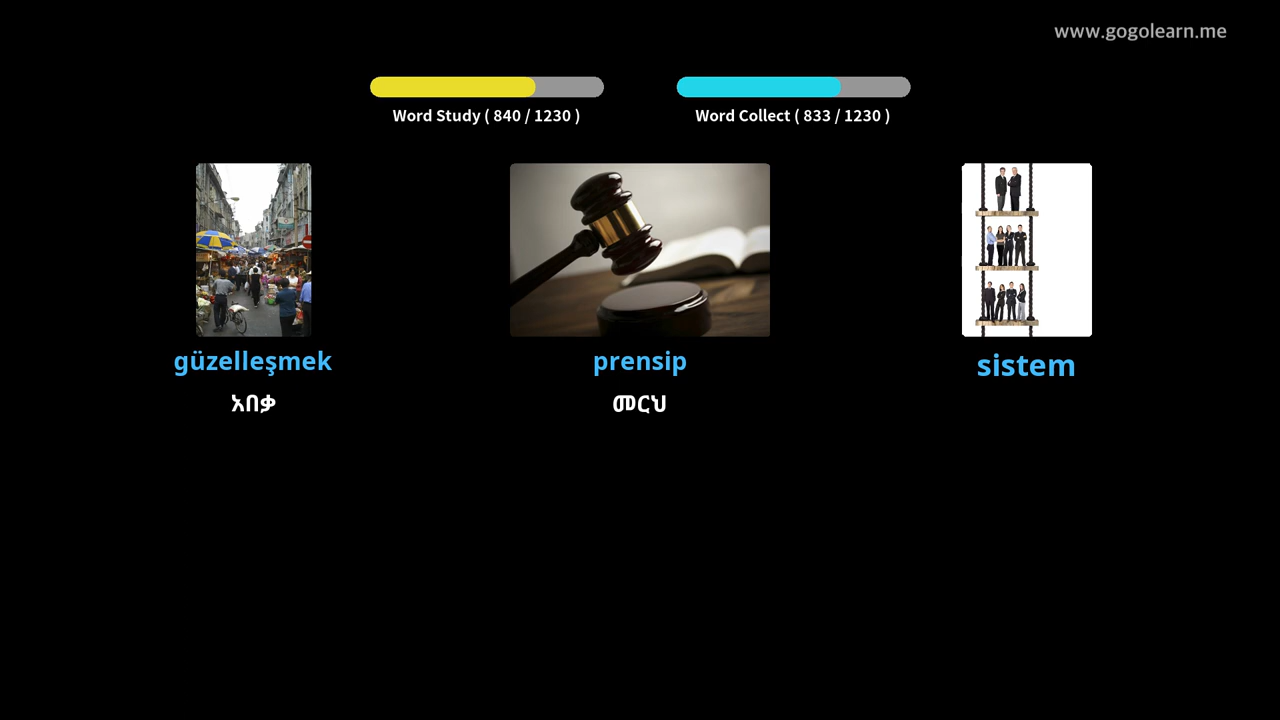 www.gogolearn.me
Word Study ( 840 / 1230 )
Word Collect ( 833 / 1230 )
güzelleşmek
prensip
sistem
አበቃ
መርህ